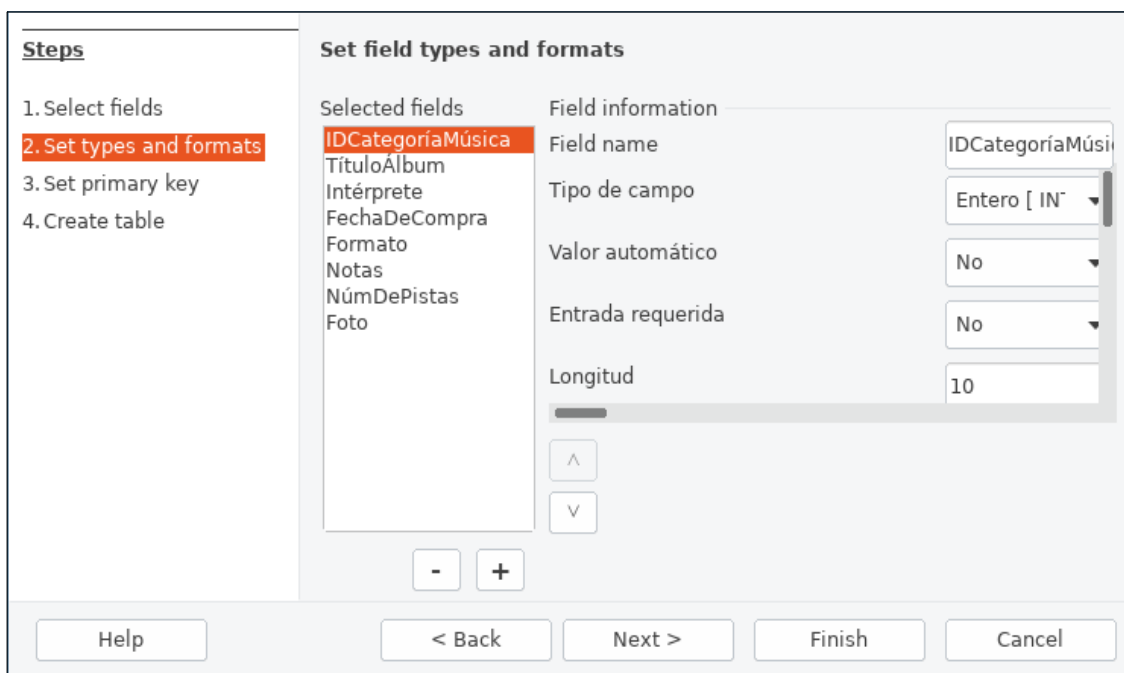 Steps
1. Select fields
2. Set types and formats
3. Set primary key
4. Create table
Set field types and formats
Selected fields
IDCategoríaMúsica
TítuloÁlbum
Intérprete
FechaDeCompra
Formato
Notas
NúmDePistas
Foto
- +
Field information
Field name IDCategoríaMúsi
Tipo de campo Entero [ IN
Valor automático No
Entrada requerida No
Longitud 10
Help < Back Next > Finish Cancel